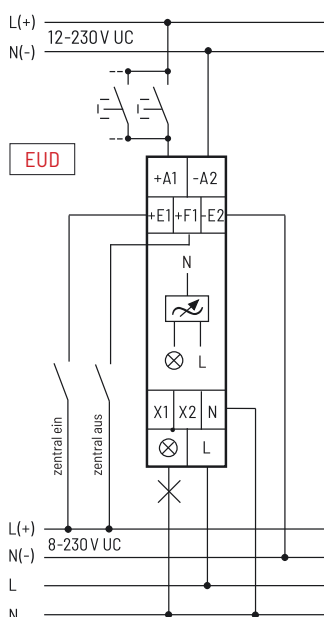 L(+)
12-230 V UC
N(-)
EUD
+A1 -A2
+E1 +F1 -E2
N
L
X1 X2 N
L
zentral ein
zentral aus
L(+)
8-230 V UC
N(-)
L
N